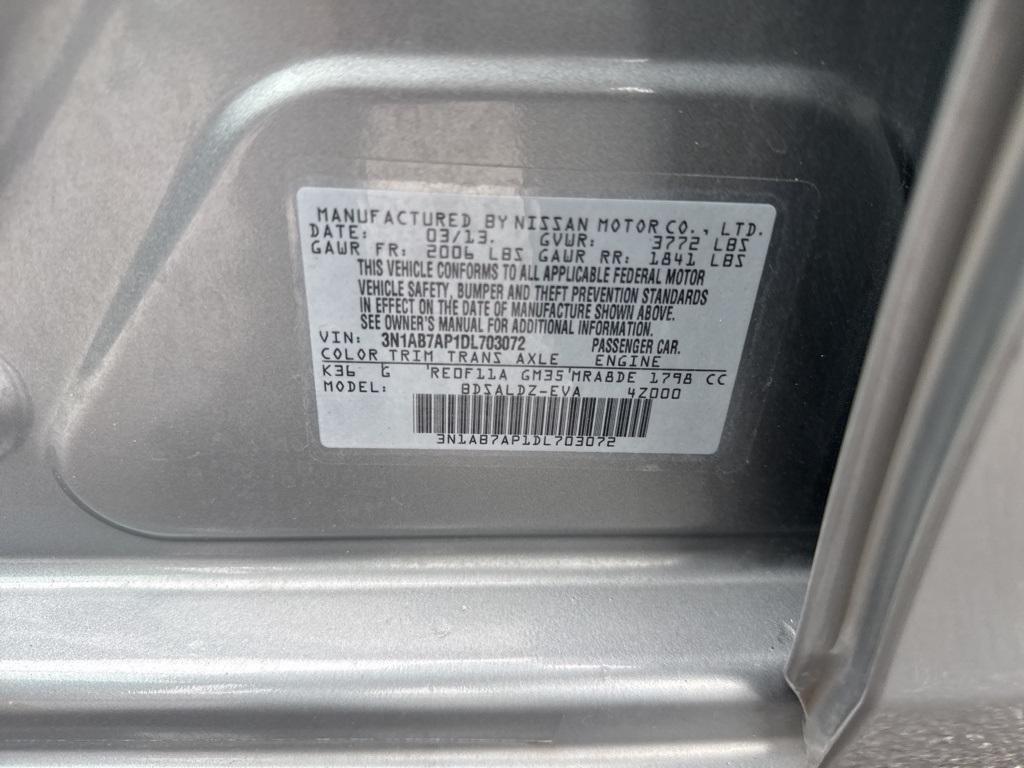 MANUFACTURED BY NISSAN MOTOR CO., LTD.
DATE: 03/13. GVWR: 3772 LBS
GAWR FR: 2006 LBS GAWR RR: 1841 LBS
THIS VEHICLE CONFORMS TO ALL APPLICABLE FEDERAL MOTOR
VEHICLE SAFETY, BUMPER AND THEFT PREVENTION STANDARDS
IN EFFECT ON THE DATE OF MANUFACTURE SHOWN ABOVE.
SEE OWNER'S MANUAL FOR ADDITIONAL INFORMATION.
VIN: 3N1AB7AP1DL703072 PASSENGER CAR.
COLOR TRIM TRANS AXLE ENGINE
K36 G RE0F11A GM35 MRA8DE 1798 CC
MODEL: BDSALDZ-EVA 4Z000
3N1AB7AP1DL703072